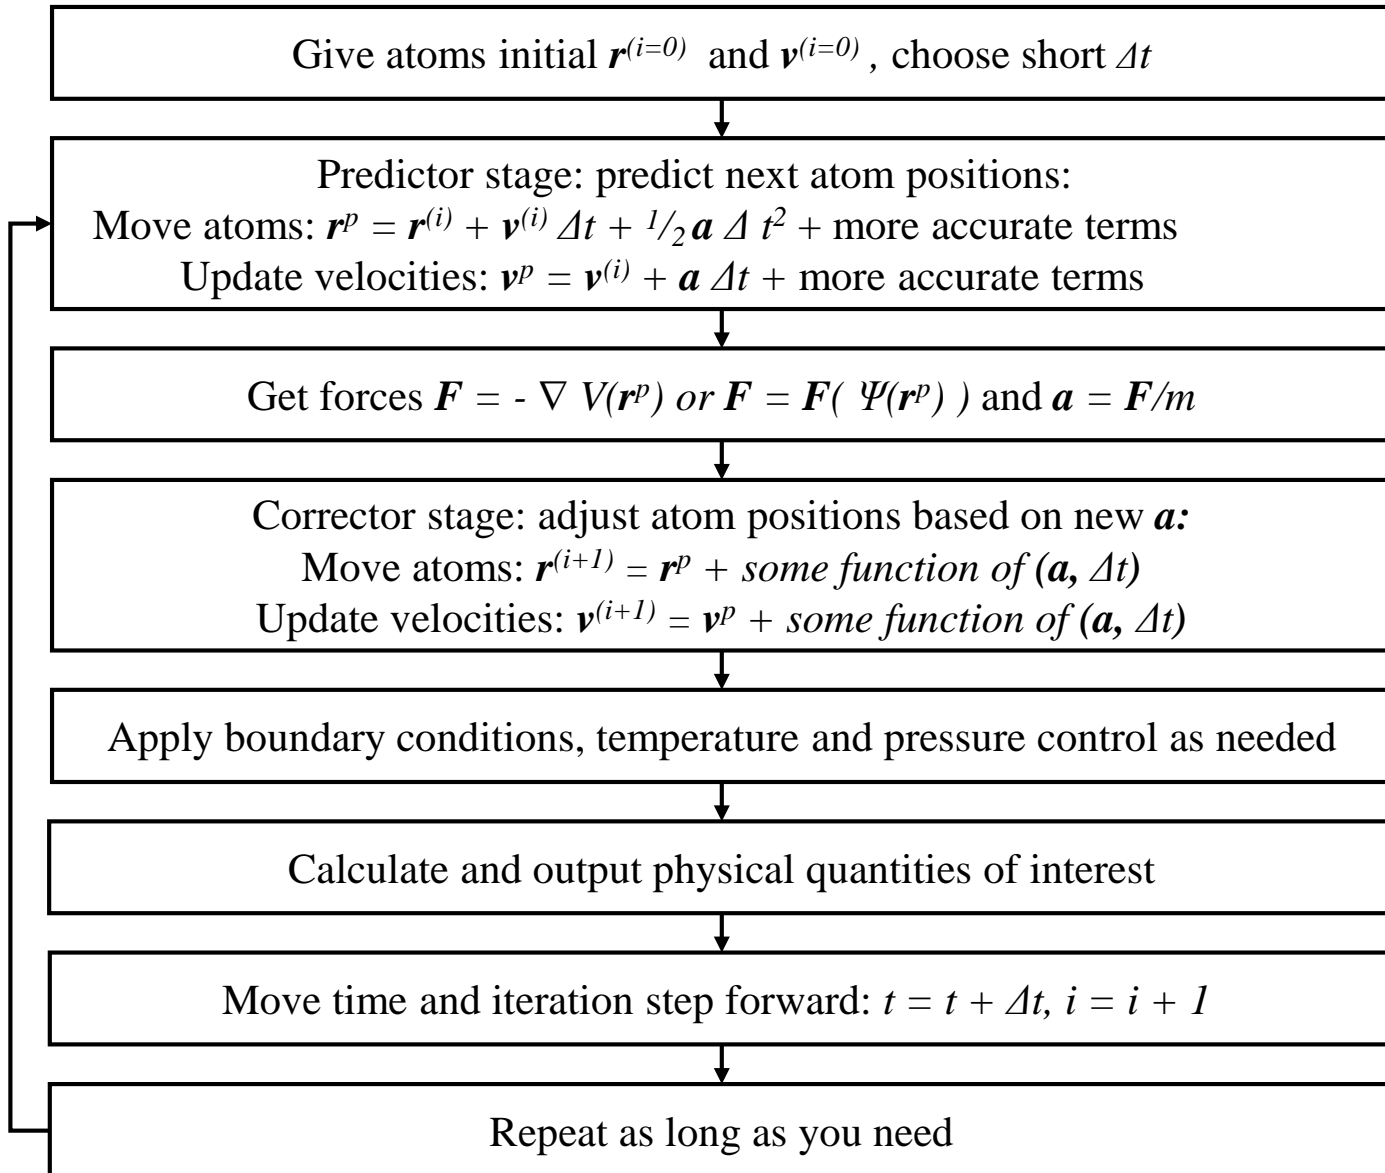 Give atoms initial r⁽ⁱ⁼⁰⁾ and v⁽ⁱ⁼⁰⁾ , choose short Δt
Predictor stage: predict next atom positions:
Move atoms: rᵖ = r⁽ⁱ⁾ + v⁽ⁱ⁾ Δt + ¹/₂ a Δ t² + more accurate terms
Update velocities: vᵖ = v⁽ⁱ⁾ + a Δt + more accurate terms
Get forces F = - ∇ V(rᵖ) or F = F( Ψ(rᵖ) ) and a = F/m
Corrector stage: adjust atom positions based on new a:
Move atoms: r⁽ⁱ⁺¹⁾ = rᵖ + some function of (a, Δt)
Update velocities: v⁽ⁱ⁺¹⁾ = vᵖ + some function of (a, Δt)
Apply boundary conditions, temperature and pressure control as needed
Calculate and output physical quantities of interest
Move time and iteration step forward: t = t + Δt, i = i + 1
Repeat as long as you need